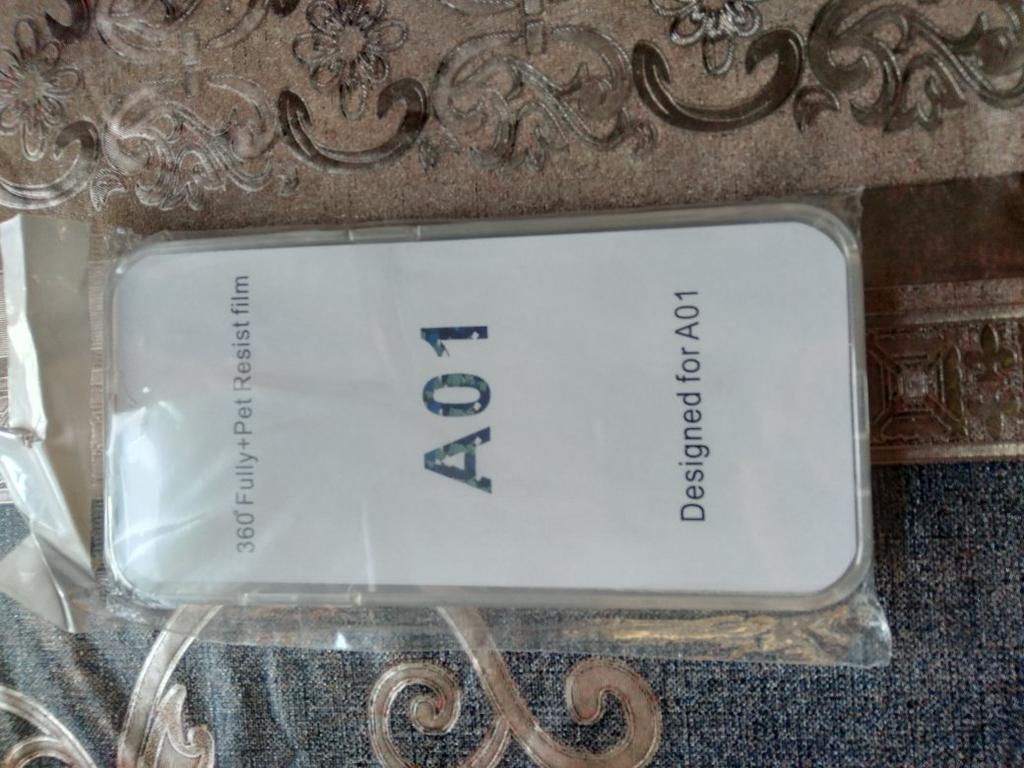 360°Fully+Pet Resist film
A01
Designed for A01